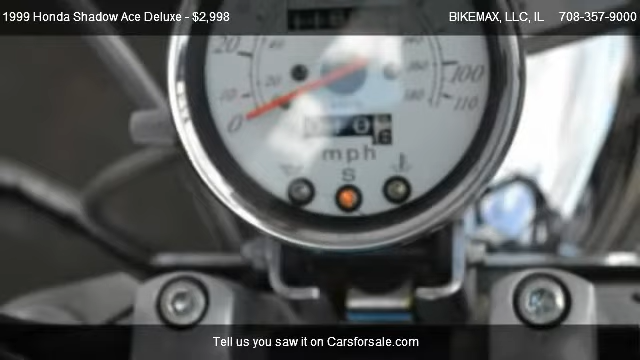 1999 Honda Shadow Ace Deluxe - $2,998
BIKEMAX, LLC, IL 708-357-9000
20
10
0
100
110
mph
S
Tell us you saw it on Carsforsale.com